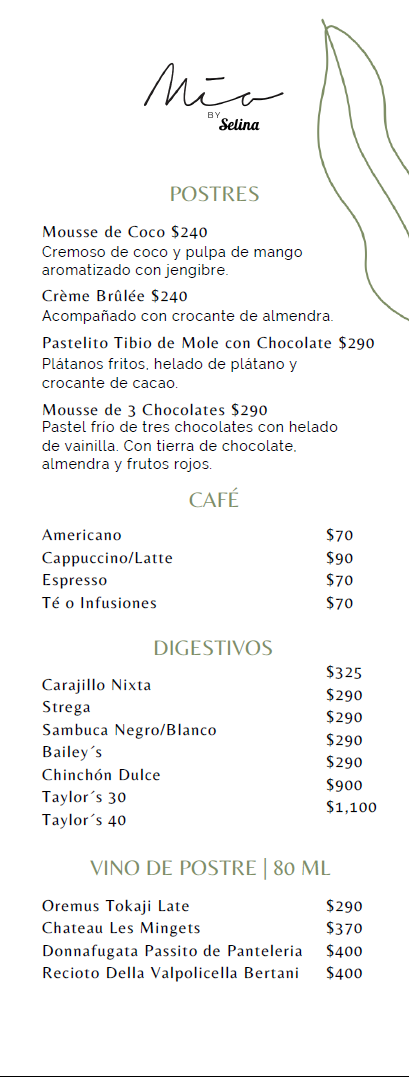 Mío
BY Selina
POSTRES
Mousse de Coco $240
Cremoso de coco y pulpa de mango
aromatizado con jengibre.
Crème Brûlée $240
Acompañado con crocante de almendra.
Pastelito Tibio de Mole con Chocolate $290
Plátanos fritos, helado de plátano y
crocante de cacao.
Mousse de 3 Chocolates $290
Pastel frío de tres chocolates con helado
de vainilla. Con tierra de chocolate,
almendra y frutos rojos.
CAFÉ
Americano $70
Cappuccino/Latte $90
Espresso $70
Té o Infusiones $70
DIGESTIVOS
Carajillo Nixta $325
Strega $290
Sambuca Negro/Blanco $290
Bailey´s $290
Chinchón Dulce $290
Taylor´s 30 $900
Taylor´s 40 $1,100
VINO DE POSTRE | 80 ML
Oremus Tokaji Late $290
Chateau Les Mingets $370
Donnafugata Passito de Panteleria $400
Recioto Della Valpolicella Bertani $400